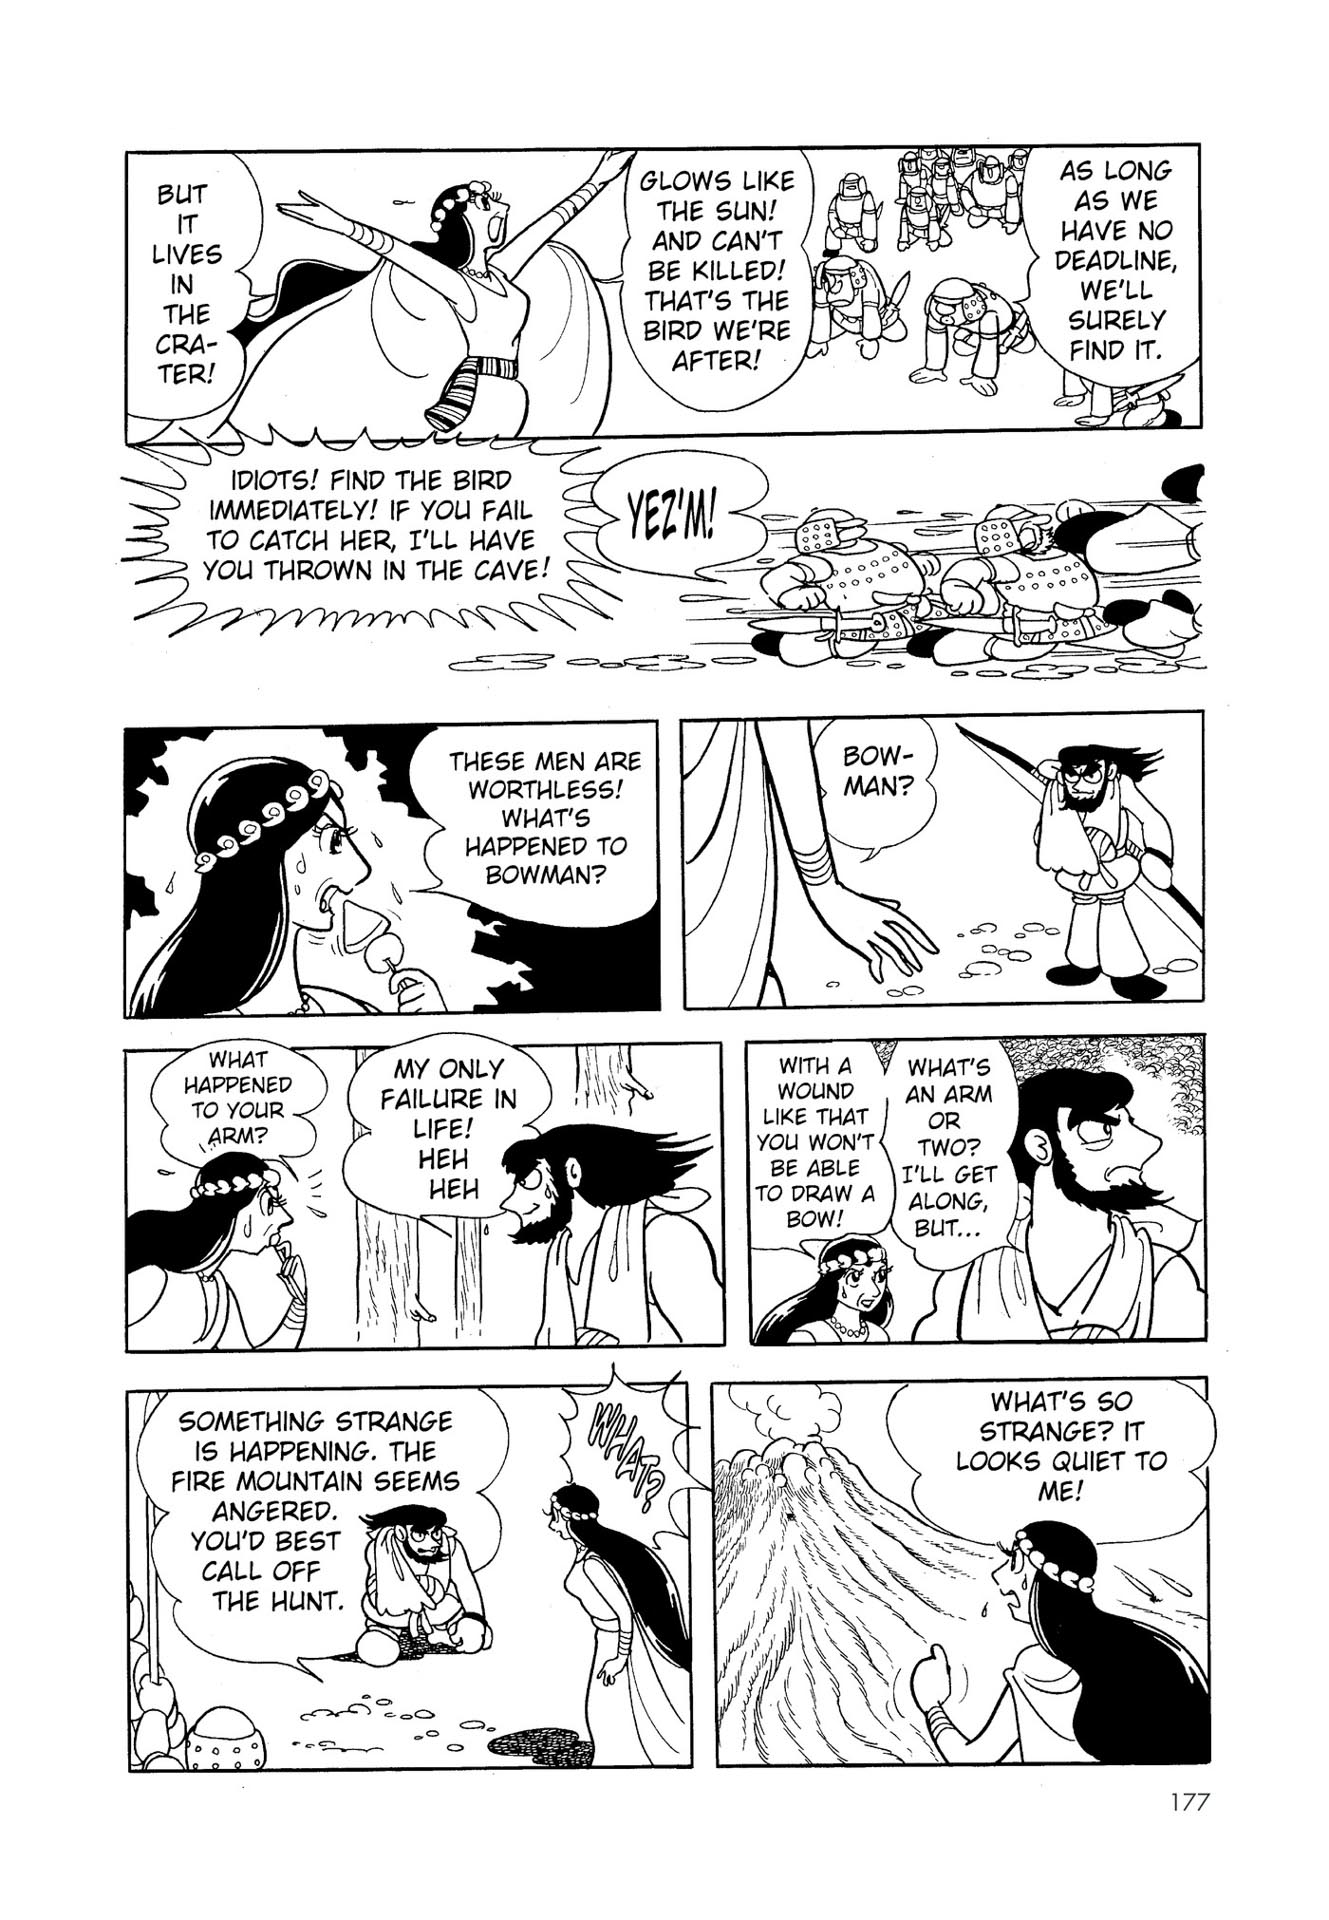 BUT
IT
LIVES
IN
THE
CRA-
TER!
GLOWS LIKE
THE SUN!
AND CAN'T
BE KILLED!
THAT'S THE
BIRD WE'RE
AFTER!
AS LONG
AS WE
HAVE NO
DEADLINE,
WE'LL
SURELY
FIND IT.
IDIOTS! FIND THE BIRD
IMMEDIATELY! IF YOU FAIL
TO CATCH HER, I'LL HAVE
YOU THROWN IN THE CAVE!
YEZ'M!
THESE MEN ARE
WORTHLESS!
WHAT'S
HAPPENED TO
BOWMAN?
BOW-
MAN?
WHAT
HAPPENED
TO YOUR
ARM?
MY ONLY
FAILURE IN
LIFE!
HEH
HEH
WITH A
WOUND
LIKE THAT
YOU WON'T
BE ABLE
TO DRAW A
BOW!
WHAT'S
AN ARM
OR
TWO?
I'LL GET
ALONG,
BUT...
SOMETHING STRANGE
IS HAPPENING. THE
FIRE MOUNTAIN SEEMS
ANGERED.
YOU'D BEST
CALL OFF
THE HUNT.
WHAT?
WHAT'S SO
STRANGE? IT
LOOKS QUIET TO
ME!
177